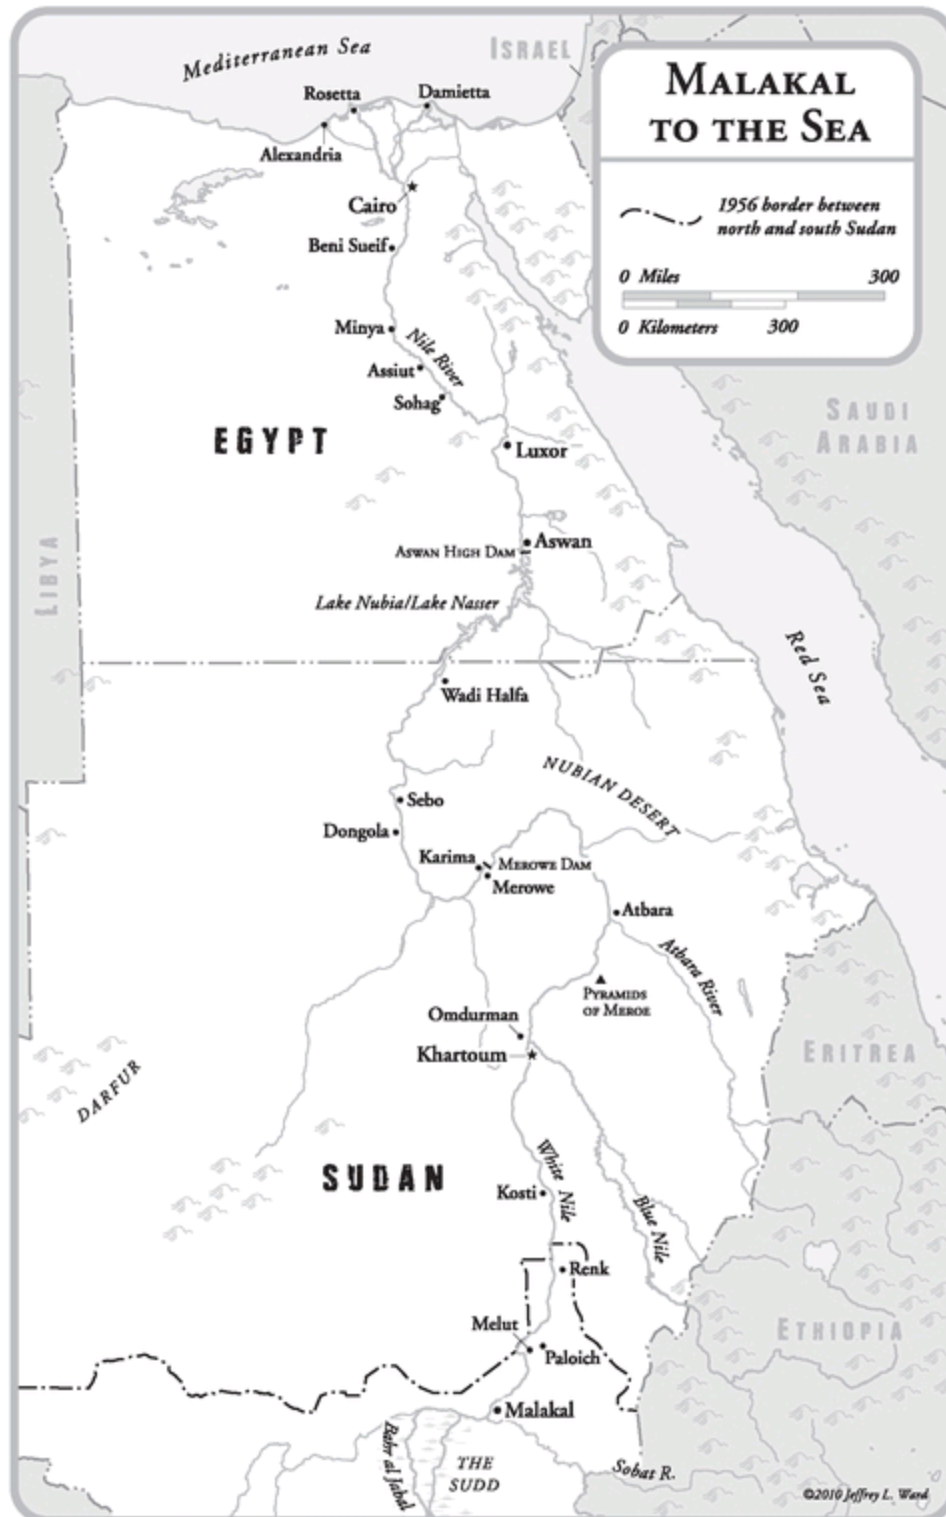 Mediterranean Sea
ISRAEL
MALAKAL
TO THE SEA
1956 border between
north and south Sudan
0 Miles 300
0 Kilometers 300
Rosetta
Damietta
Alexandria
Cairo
Beni Sueif
Minya
Nile River
Assiut
Sohag
SAUDI
ARABIA
EGYPT
Luxor
LIBYA
ASWAN HIGH DAM
Aswan
Lake Nubia/Lake Nasser
Red Sea
Wadi Halfa
NUBIAN DESERT
Sebo
Dongola
Karima
MEROWE DAM
Merowe
Atbara
Atbara River
PYRAMIDS
OF MEROE
Omdurman
Khartoum
ERITREA
DARFUR
SUDAN
White Nile
Kosti
Blue Nile
Renk
Melut
Paloich
ETHIOPIA
Malakal
Bahr al Jabal
THE
SUDD
Sobat R.
©2010 Jeffrey L. Ward